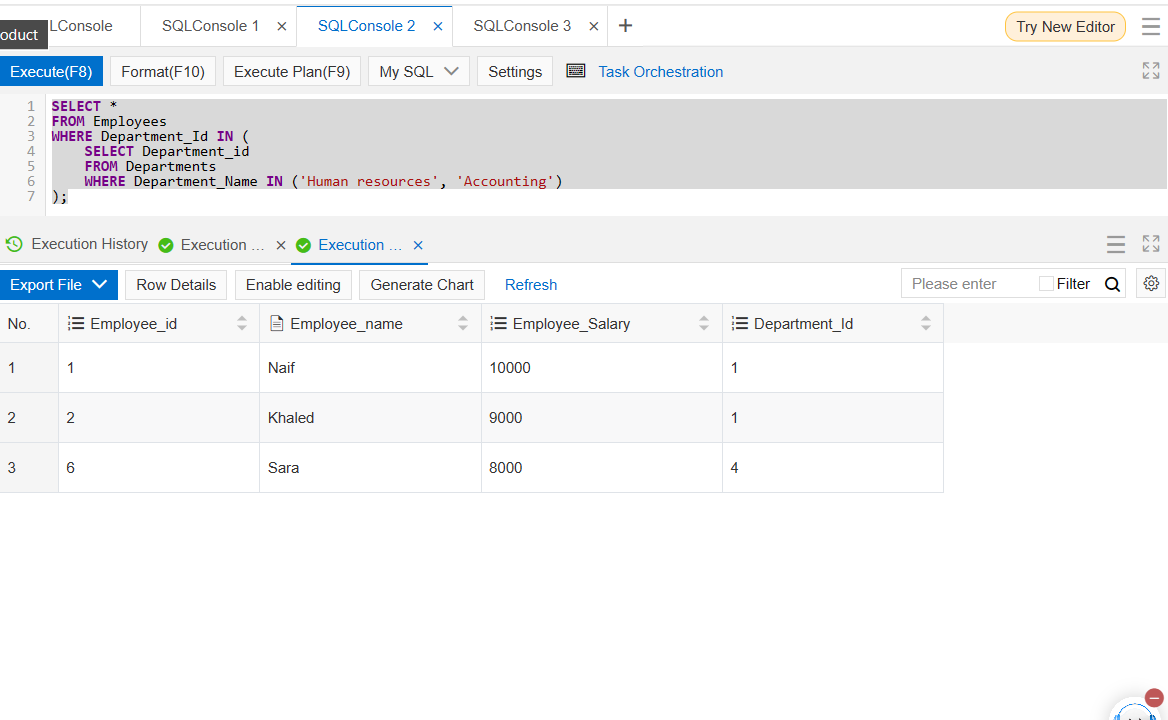 oduct
LConsole
SQLConsole 1
SQLConsole 2
SQLConsole 3
Try New Editor
Execute(F8)
Format(F10)
Execute Plan(F9)
My SQL
Settings
Task Orchestration
1 SELECT *
2 FROM Employees
3 WHERE Department_Id IN (
4 SELECT Department_id
5 FROM Departments
6 WHERE Department_Name IN ('Human resources', 'Accounting')
7 );
Execution History
Execution ...
Execution ...
Export File
Row Details
Enable editing
Generate Chart
Refresh
Please enter
Filter
No. Employee_id Employee_name Employee_Salary Department_Id
1 1 Naif 10000 1
2 2 Khaled 9000 1
3 6 Sara 8000 4